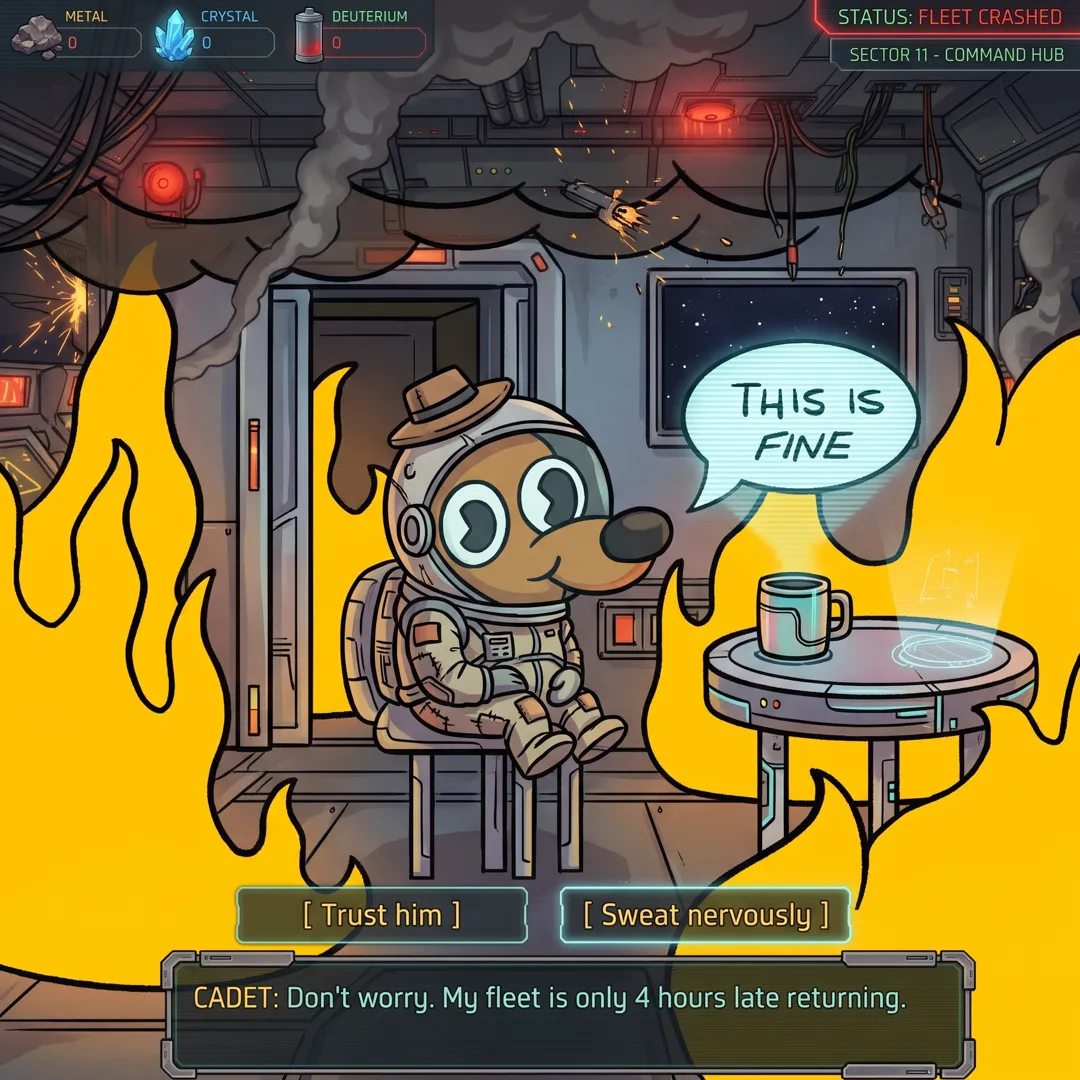 METAL
0
CRYSTAL
0
DEUTERIUM
0
STATUS: FLEET CRASHED
SECTOR 11 - COMMAND HUB
THIS IS
FINE
[ Trust him ]
[ Sweat nervously ]
CADET: Don't worry. My fleet is only 4 hours late returning.